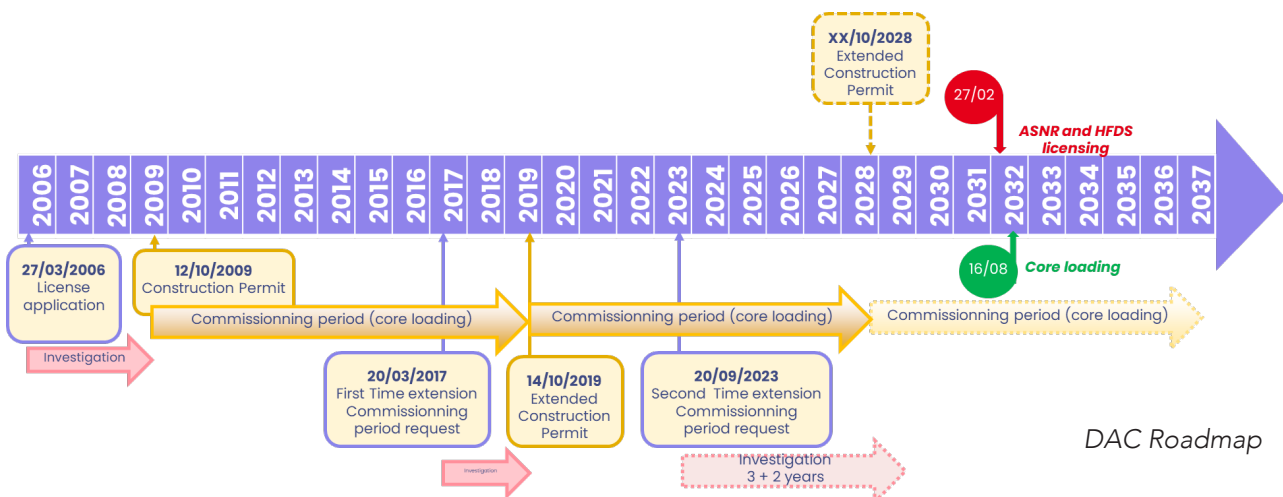 XX/10/2028
Extended
Construction
Permit
27/02
ASNR and HFDS
licensing
2006
2007
2008
2009
2010
2011
2012
2013
2014
2015
2016
2017
2018
2019
2020
2021
2022
2023
2024
2025
2026
2027
2028
2029
2030
2031
2032
2033
2034
2035
2036
2037
27/03/2006
License
application
12/10/2009
Construction Permit
16/08
Core loading
Commissionning period (core loading)
Commissionning period (core loading)
Commissionning period (core loading)
Investigation
20/03/2017
First Time extension
Commissionning
period request
14/10/2019
Extended
Construction
Permit
20/09/2023
Second Time extension
Commissionning
period request
DAC Roadmap
Investigation
Investigation
3 + 2 years